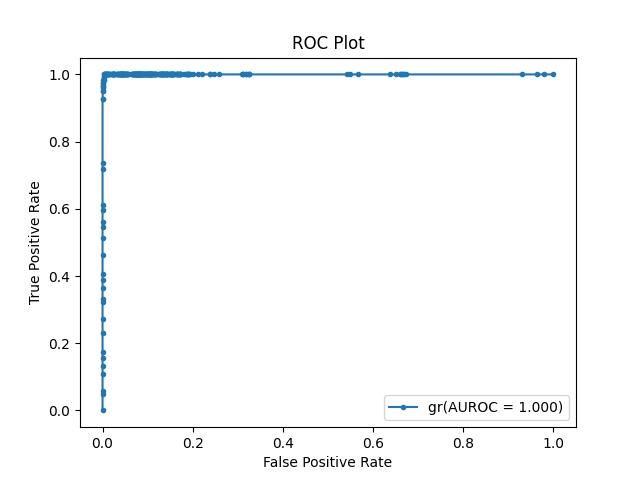 ROC Plot
True Positive Rate
1.0
0.8
0.6
0.4
0.2
0.0
gr(AUROC = 1.000)
0.0 0.2 0.4 0.6 0.8 1.0
False Positive Rate